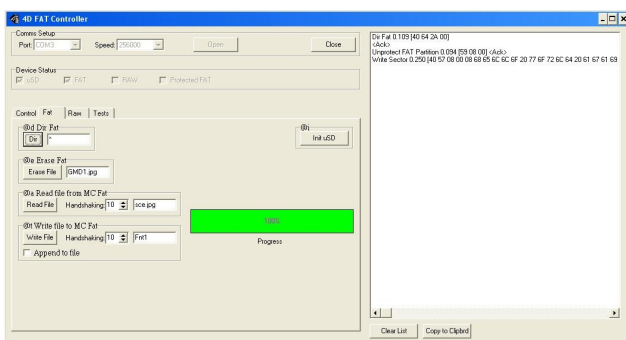 4D FAT Controller
Comms Setup
Port: COM3 Speed: 256000 Open Close
Device Status
uSD FAT RAW Protected FAT
Control Fat Raw Tests
@d Dir Fat
Dir *
@i
Init uSD
@e Erase Fat
Erase File GMD1.jpg
@a Read file from MC Fat
Read File Handshaking: 10 sce.jpg
@t Write file to MC Fat
Write File Handshaking: 10 Fnt1
Append to file
100%
Progress
Dir Fat 0.109 [40 64 2A 00]
<Ack>
Unprotect FAT Partition 0.094 [59 08 00] <Ack>
Write Sector 0.250 [40 57 08 00 08 68 65 6C 6C 6F 20 77 6F 72 6C 64 20 61 67 61 69
Clear List Copy to Clipbrd